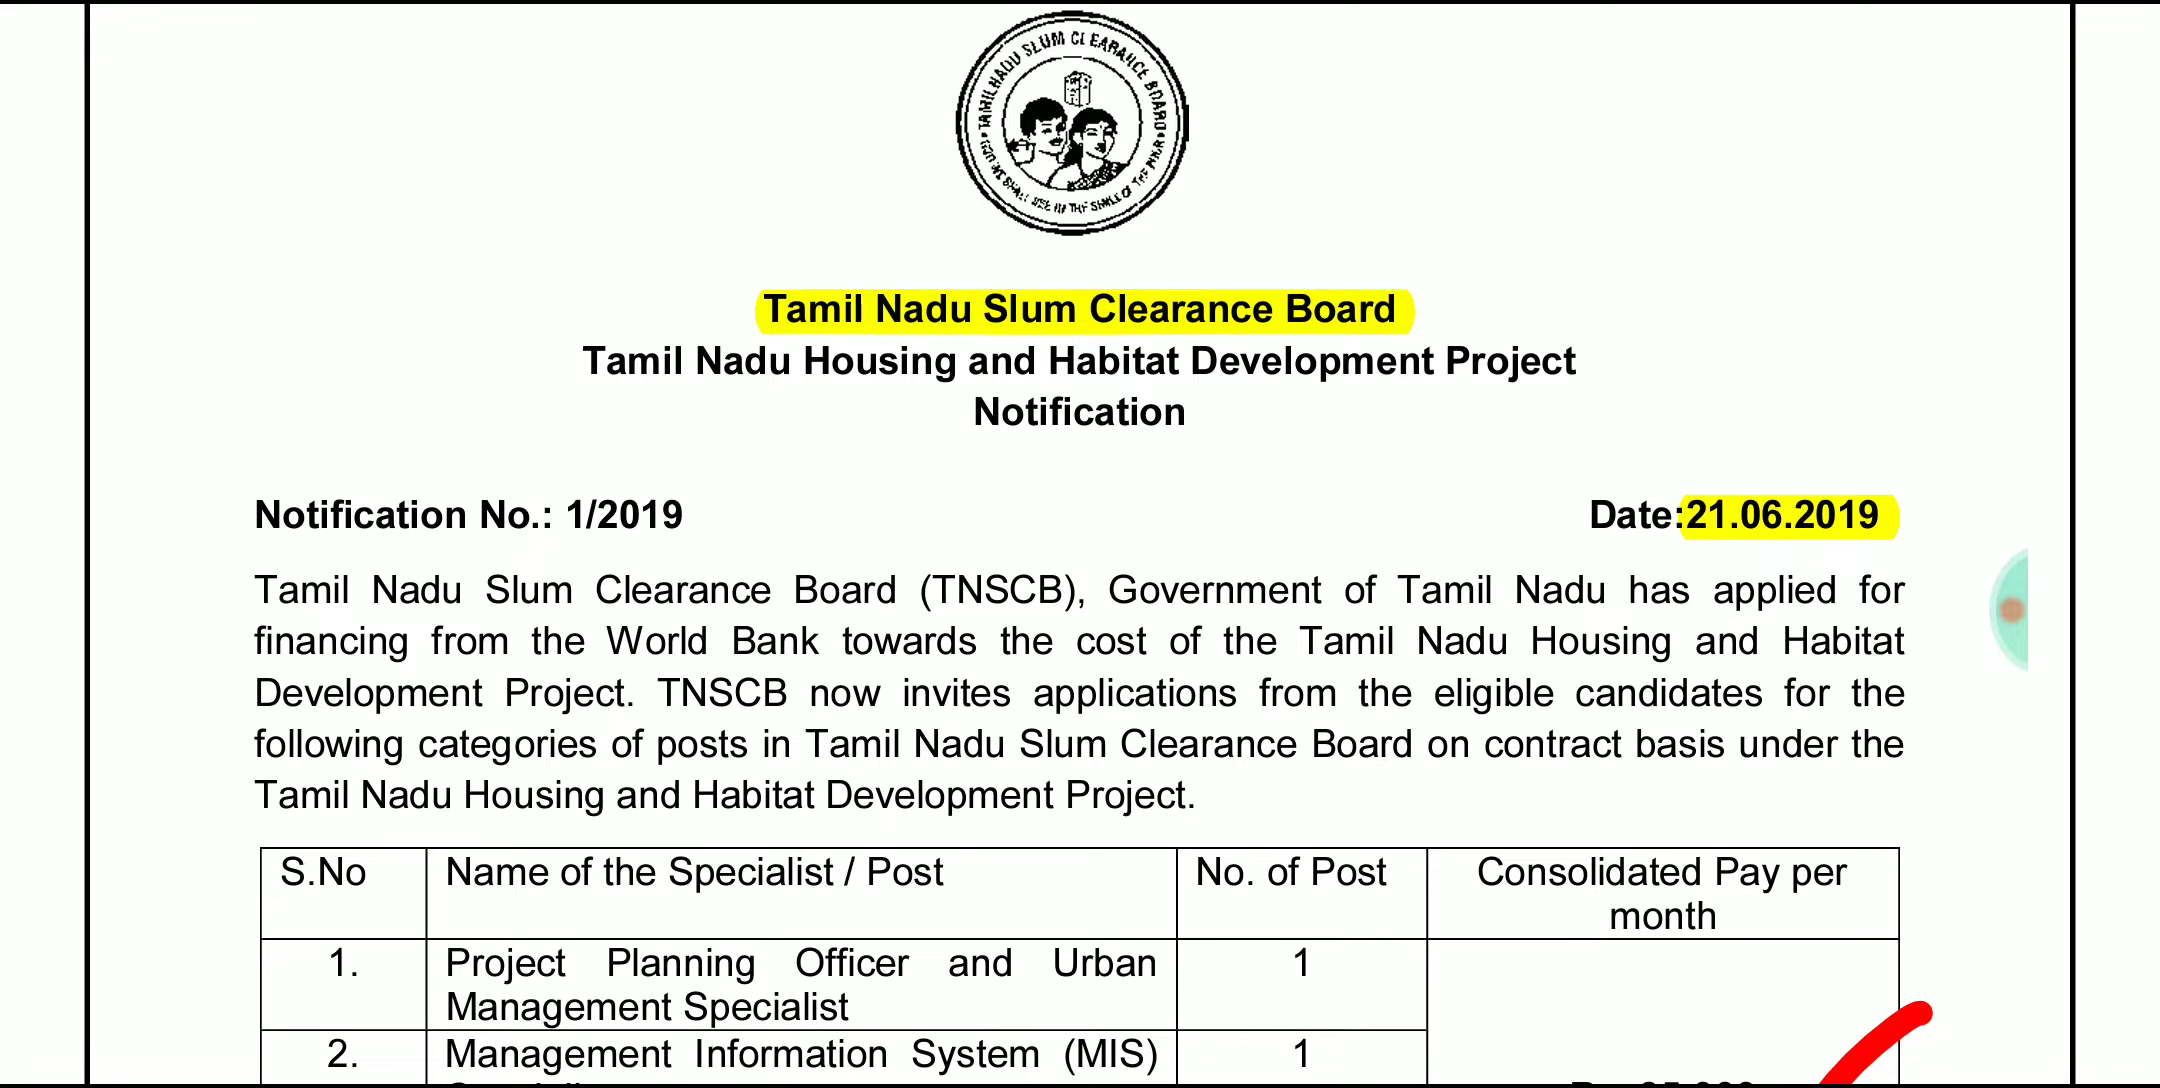 TAMILNADU SLUM CLEARANCE BOARD
Tamil Nadu Slum Clearance Board
Tamil Nadu Housing and Habitat Development Project
Notification
Notification No.: 1/2019 Date:21.06.2019
Tamil Nadu Slum Clearance Board (TNSCB), Government of Tamil Nadu has applied for
financing from the World Bank towards the cost of the Tamil Nadu Housing and Habitat
Development Project. TNSCB now invites applications from the eligible candidates for the
following categories of posts in Tamil Nadu Slum Clearance Board on contract basis under the
Tamil Nadu Housing and Habitat Development Project.
S.No Name of the Specialist / Post No. of Post Consolidated Pay per
month
1. Project Planning Officer and Urban 1
Management Specialist
2. Management Information System (MIS) 1